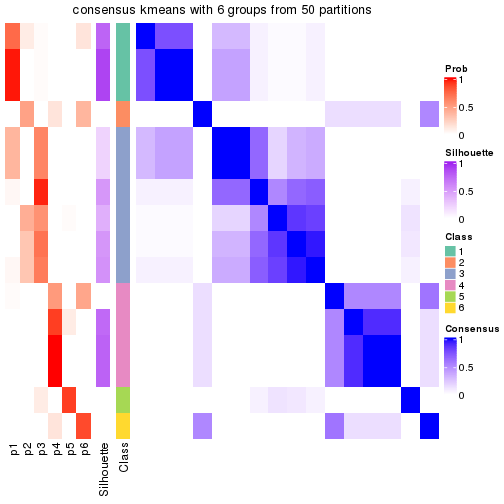 consensus kmeans with 6 groups from 50 partitions
Prob
1
0.5
0
Silhouette
1
0.5
0
Class
1
2
3
4
5
6
Consensus
1
0.5
0
p1
p2
p3
p4
p5
p6
Silhouette
Class